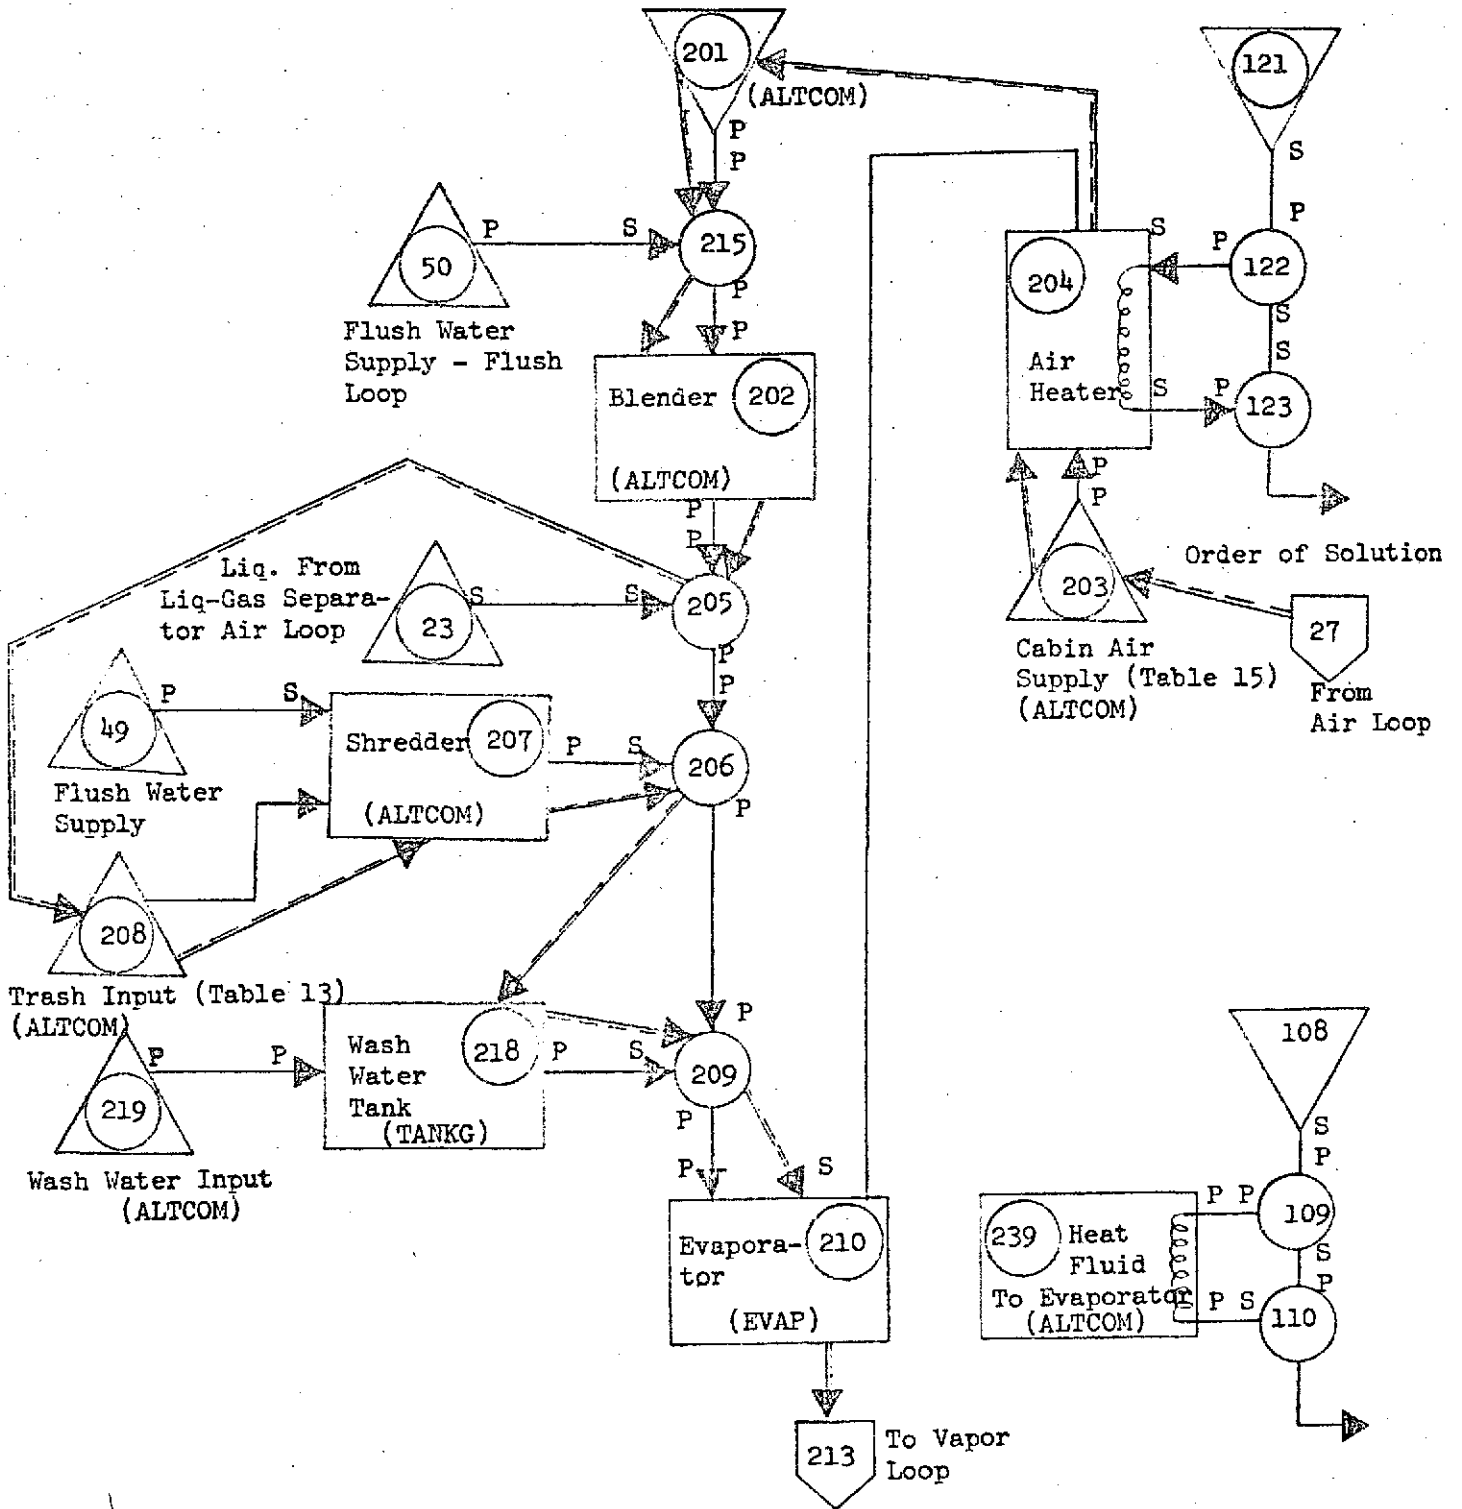 201
(ALTCOM)
P
P
121
S
P
50
P
S
215
Flush Water
Supply - Flush
Loop
P
P
Blender
202
(ALTCOM)
204
Air
Heater
S
P
122
S
S
S
P
123
P
P
203
Cabin Air
Supply (Table 15)
(ALTCOM)
Order of Solution
27
From
Air Loop
P
P
Liq. From
Liq-Gas Separa-
tor Air Loop
23
S
S
205
P
P
49
P
S
Flush Water
Supply
Shredder
207
(ALTCOM)
P
S
206
P
208
Trash Input (Table 13)
(ALTCOM)
P
P
219
Wash Water Input
(ALTCOM)
Wash
Water
Tank
218
(TANKG)
P
S
P
209
P
P
S
Evapora-
tor
210
(EVAP)
213
To Vapor
Loop
108
S
P
109
P P
S
P
110
P S
239
Heat
Fluid
To Evaporator
(ALTCOM)